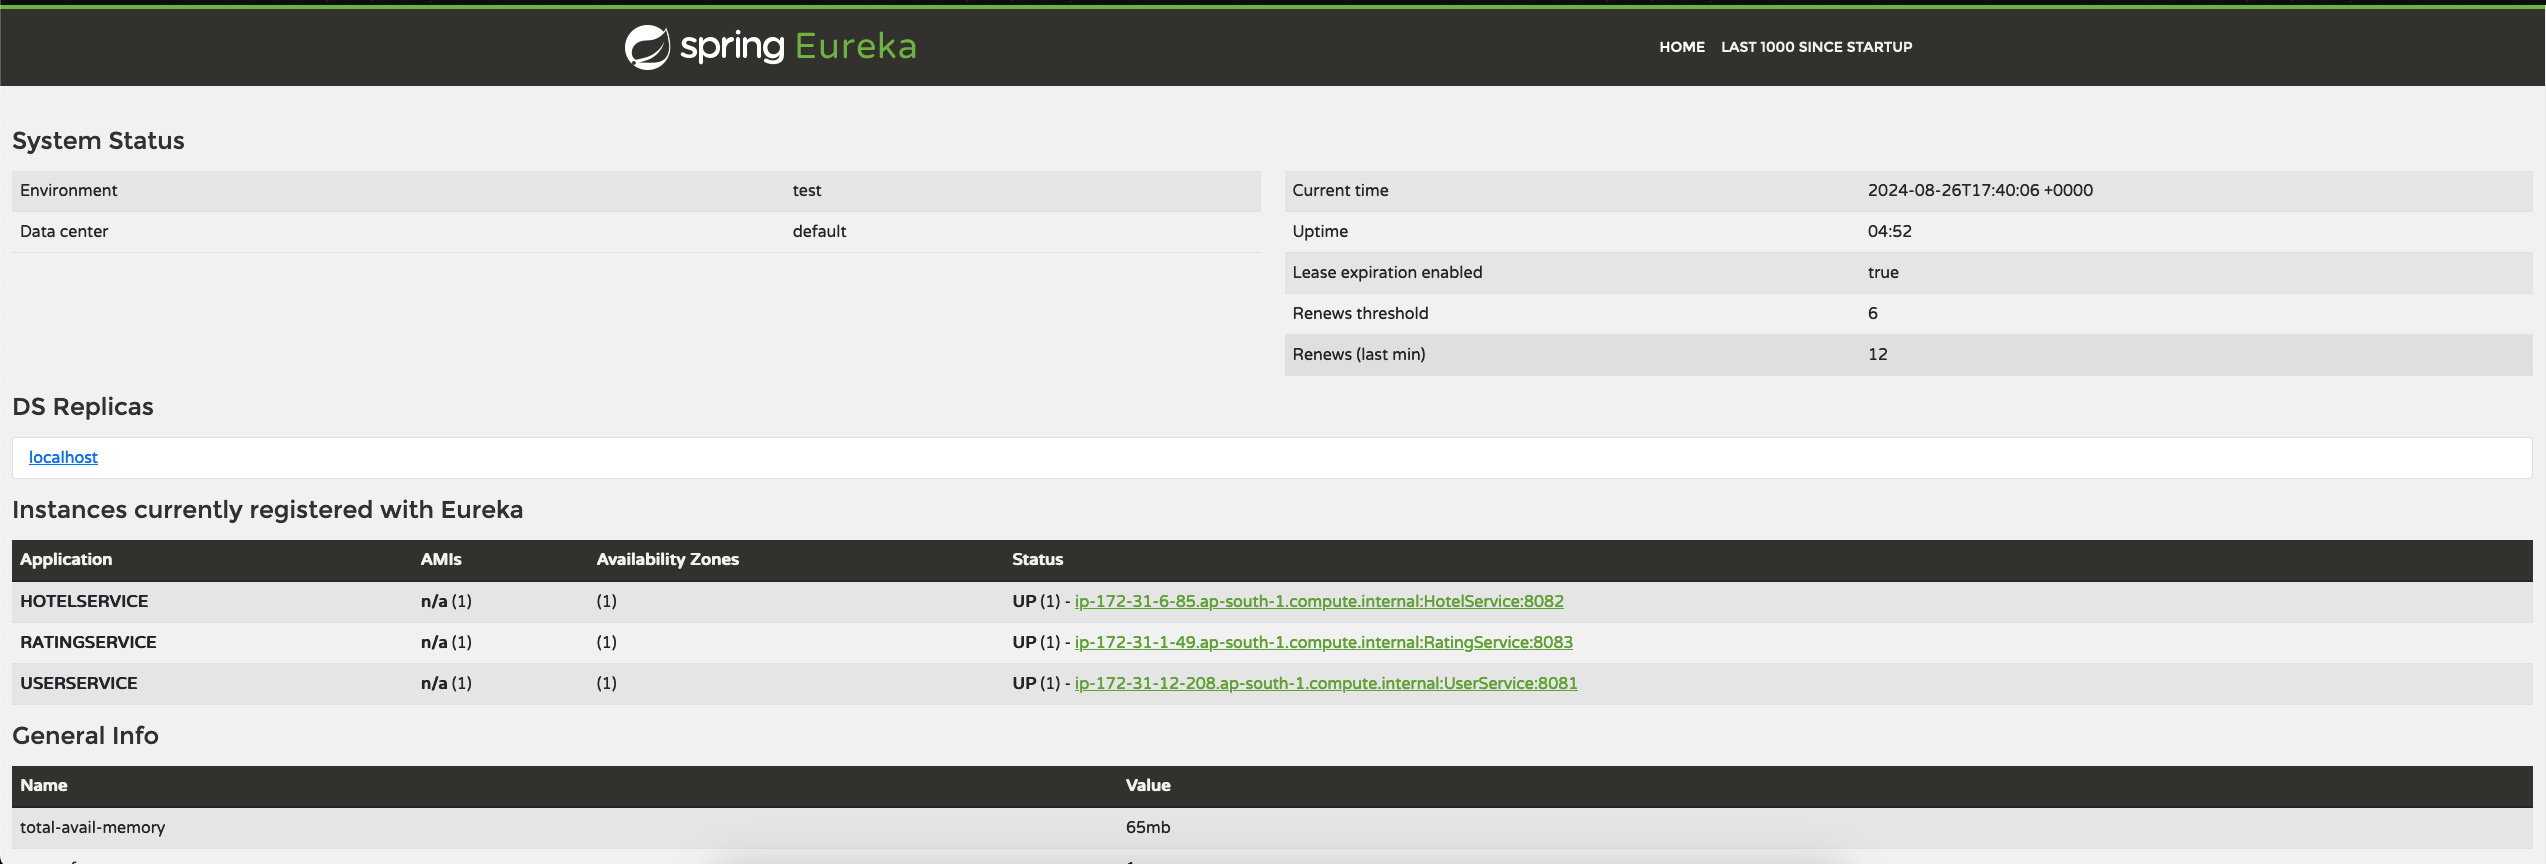 spring Eureka
HOME LAST 1000 SINCE STARTUP
System Status
Environment test
Data center default
Current time 2024-08-26T17:40:06 +0000
Uptime 04:52
Lease expiration enabled true
Renews threshold 6
Renews (last min) 12
DS Replicas
localhost
Instances currently registered with Eureka
Application AMIs Availability Zones Status
HOTELSERVICE n/a (1) (1) UP (1) - ip-172-31-6-85.ap-south-1.compute.internal:HotelService:8082
RATINGSERVICE n/a (1) (1) UP (1) - ip-172-31-1-49.ap-south-1.compute.internal:RatingService:8083
USERSERVICE n/a (1) (1) UP (1) - ip-172-31-12-208.ap-south-1.compute.internal:UserService:8081
General Info
Name Value
total-avail-memory 65mb